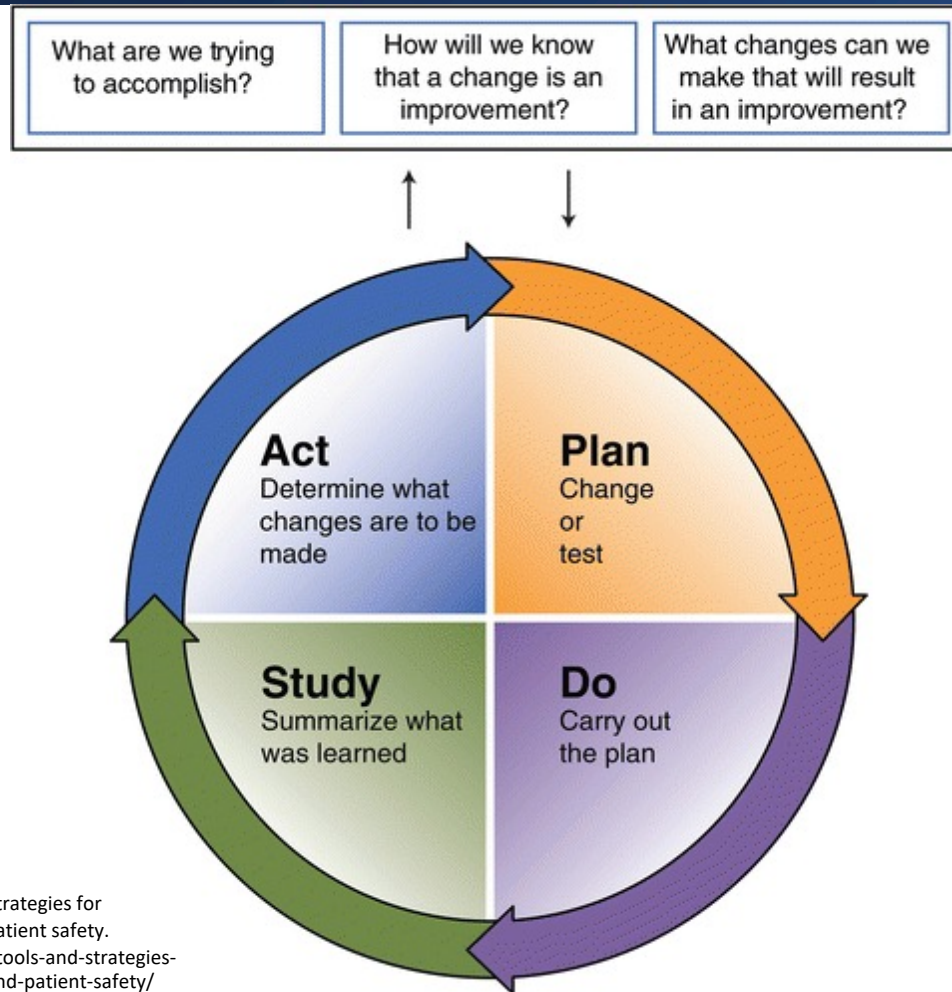 What are we trying
to accomplish?
How will we know
that a change is an
improvement?
What changes can we
make that will result
in an improvement?
Act
Determine what
changes are to be
made
Plan
Change
or
test
Study
Summarize what
was learned
Do
Carry out
the plan
trategies for
atient safety.
tools-and-strategies-
nd-patient-safety/